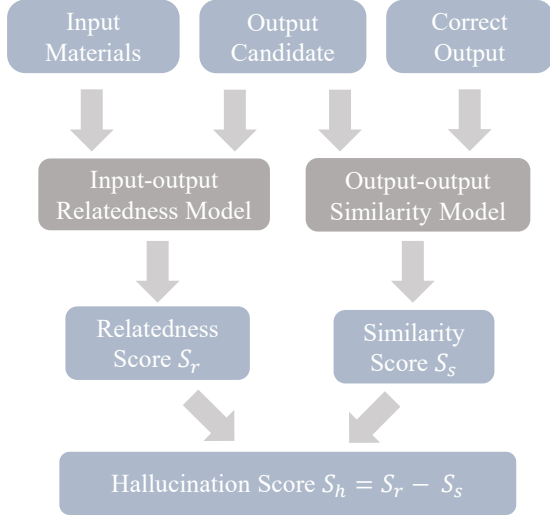 Input
Materials
Output
Candidate
Correct
Output
Input-output
Relatedness Model
Output-output
Similarity Model
Relatedness
Score S_r
Similarity
Score S_s
Hallucination Score S_h = S_r − S_s